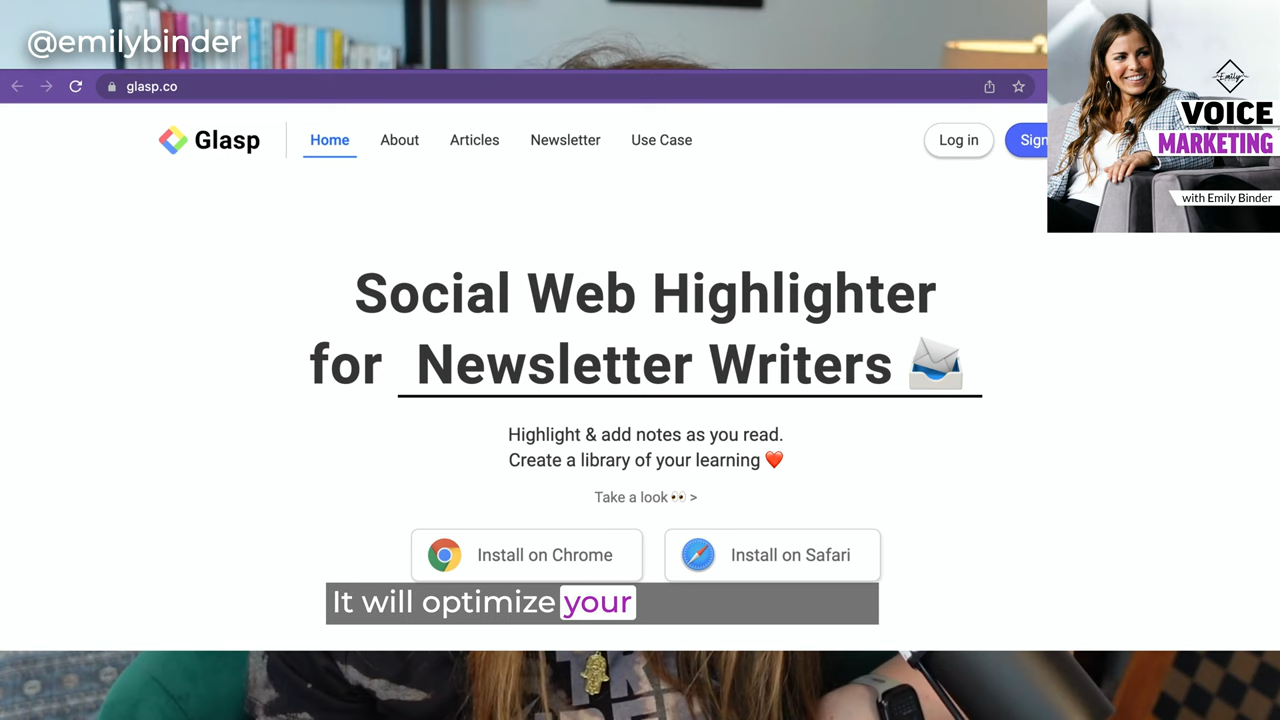 @emilybinder
glasp.co
Glasp
Home
About
Articles
Newsletter
Use Case
Log in
Sign
Emily
VOICE
MARKETING
with Emily Binder
Social Web Highlighter
for Newsletter Writers 📨
Highlight & add notes as you read.
Create a library of your learning ❤️
Take a look 👀 >
Install on Chrome
Install on Safari
It will optimize your